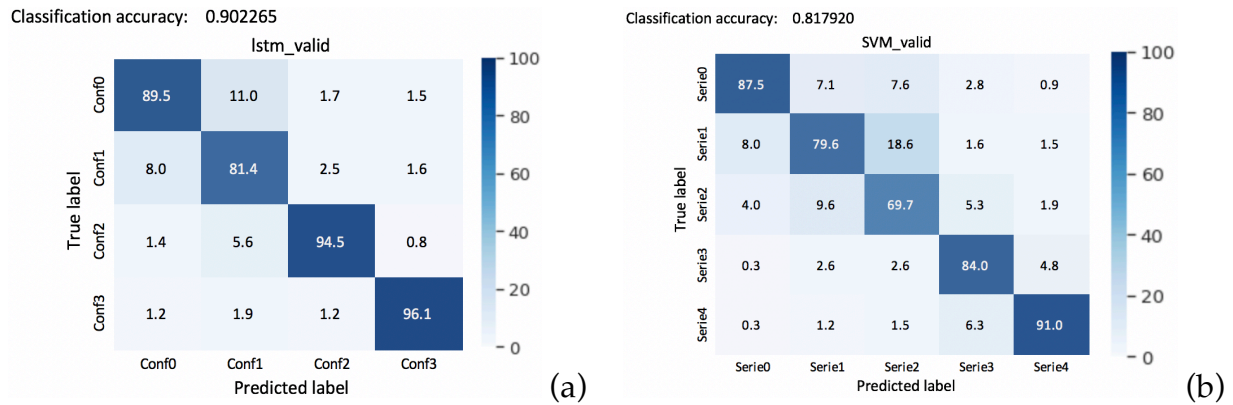 Classification accuracy: 0.902265
lstm_valid
Conf0 89.5 11.0 1.7 1.5
Conf1 8.0 81.4 2.5 1.6
Conf2 1.4 5.6 94.5 0.8
Conf3 1.2 1.9 1.2 96.1
True label
Conf0 Conf1 Conf2 Conf3
Predicted label
100
80
60
40
20
0
(a)
Classification accuracy: 0.817920
SVM_valid
Serie0 87.5 7.1 7.6 2.8 0.9
Serie1 8.0 79.6 18.6 1.6 1.5
Serie2 4.0 9.6 69.7 5.3 1.9
Serie3 0.3 2.6 2.6 84.0 4.8
Serie4 0.3 1.2 1.5 6.3 91.0
True label
Serie0 Serie1 Serie2 Serie3 Serie4
Predicted label
100
80
60
40
20
0
(b)